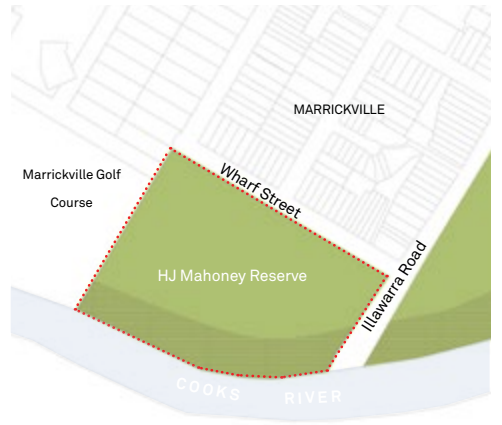 MARRICKVILLE
Marrickville Golf
Course
Wharf Street
HJ Mahoney Reserve
Illawarra Road
COOKS RIVER